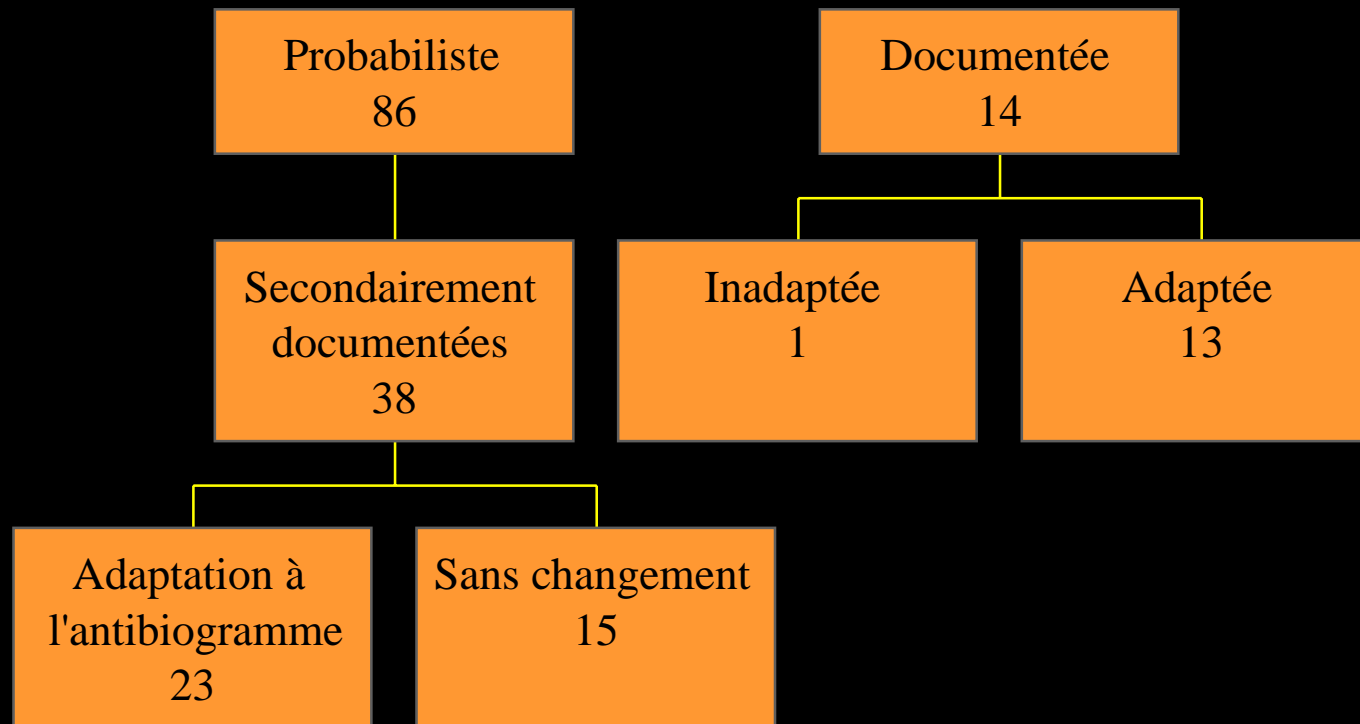 Probabiliste
86
Documentée
14
Secondairement
documentées
38
Inadaptée
1
Adaptée
13
Adaptation à
l'antibiogramme
23
Sans changement
15